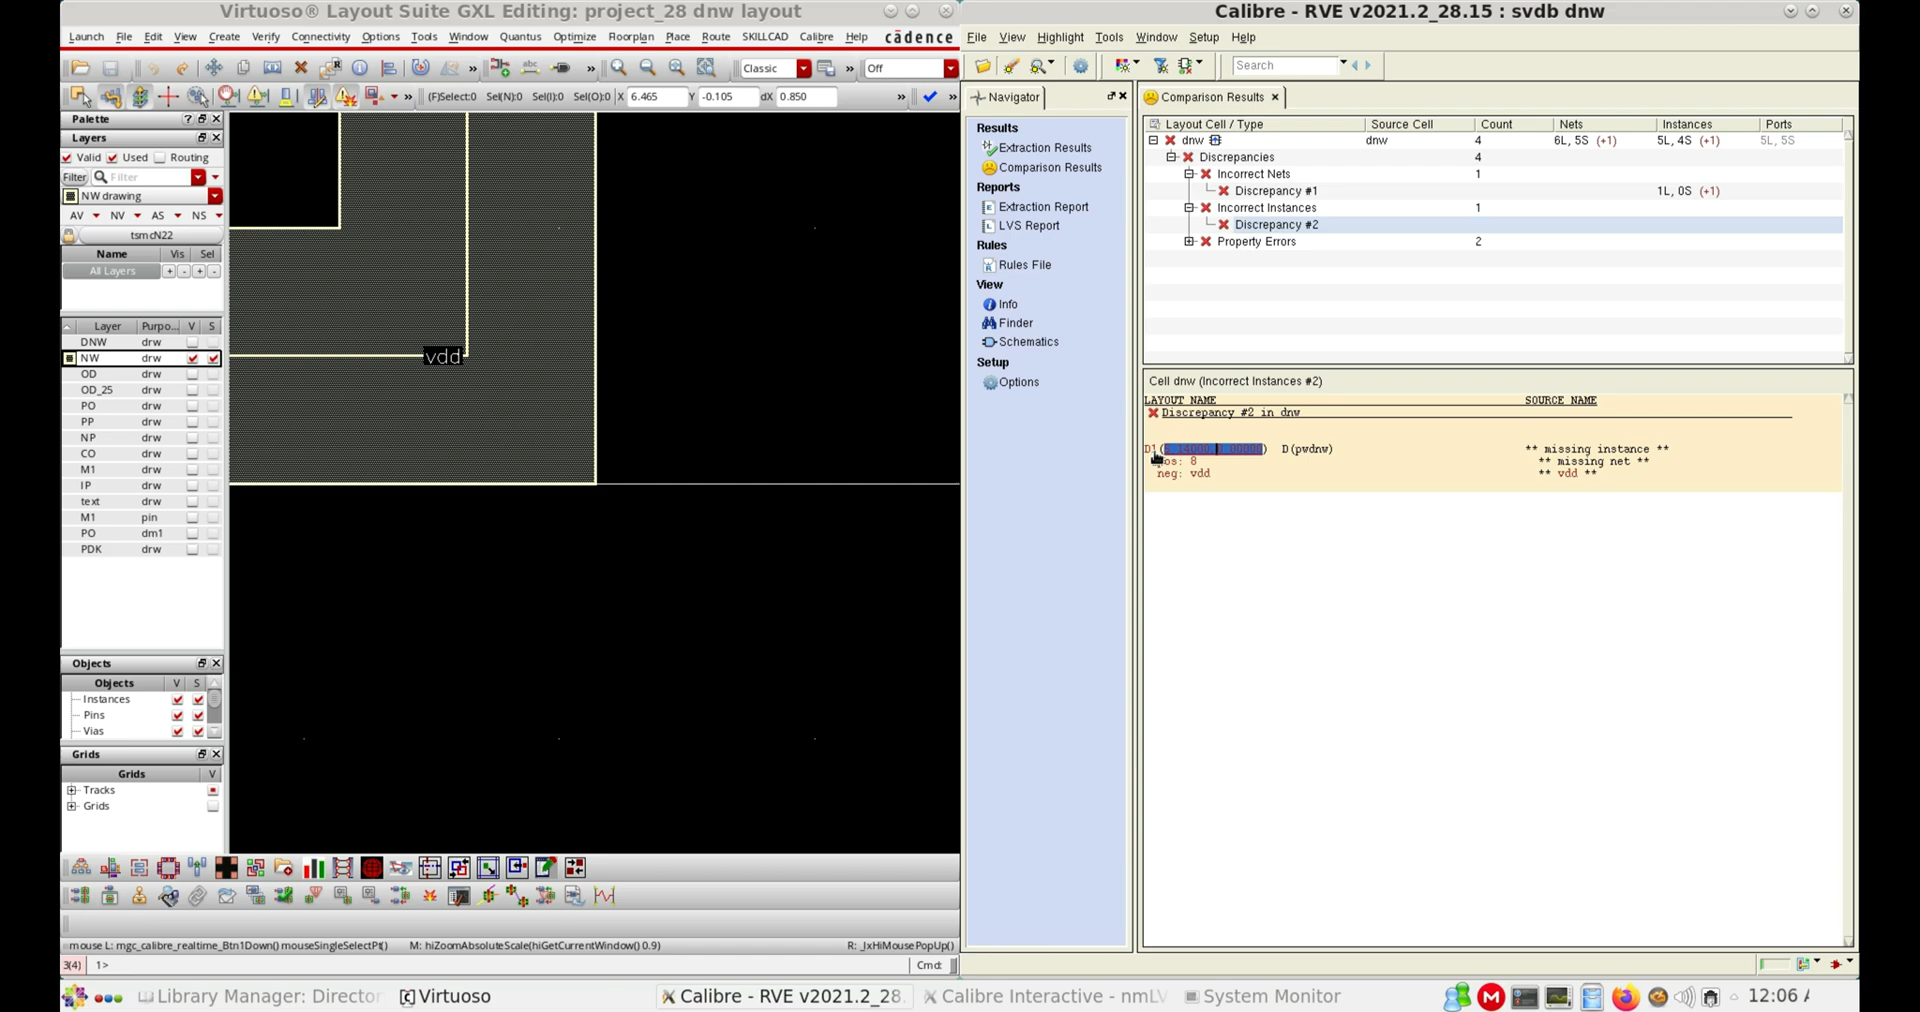 Virtuoso® Layout Suite GXL Editing: project_28 dnw layout
Launch File Edit View Create Verify Connectivity Options Tools Window Quantus Optimize Floorplan Place Route SKILLCAD Calibre Help cādence
» » Classic » Off
» (F)Select:0 Sel(N):0 Sel(I):0 Sel(O):0 X 6.465 Y -0.105 dX 0.850 » »
Palette ?
Layers
Valid Used Routing
Filter Filter
NW drawing
AV NV AS NS
tsmcN22
Name Vis Sel
All Layers + - + -
Layer Purpo... V S
DNW drw
NW drw
OD drw
OD_25 drw
PO drw
PP drw
NP drw
CO drw
M1 drw
IP drw
text drw
M1 pin
PO dm1
PDK drw
vdd
Objects
Objects V S
Instances
Pins
Vias
Grids
Grids V
Tracks
Grids
mouse L: mgc_calibre_realtime_Btn1Down() mouseSingleSelectPt() M: hiZoomAbsoluteScale(hiGetCurrentWindow() 0.9) R: _lxHiMousePopUp()
3(4) 1> Cmd:
Calibre - RVE v2021.2_28.15 : svdb dnw
File View Highlight Tools Window Setup Help
Search
Navigator
Results
Extraction Results
Comparison Results
Reports
Extraction Report
LVS Report
Rules
Rules File
View
Info
Finder
Schematics
Setup
Options
Comparison Results ×
Layout Cell / Type Source Cell Count Nets Instances Ports
dnw dnw 4 6L, 5S (+1) 5L, 4S (+1) 5L, 5S
Discrepancies 4
Incorrect Nets 1
Discrepancy #1 1L, 0S (+1)
Incorrect Instances 1
Discrepancy #2
Property Errors 2
Cell dnw (Incorrect Instances #2)
LAYOUT NAME SOURCE NAME
Discrepancy #2 in dnw
D1( ) D(pwdnw) ** missing instance **
os: 8 ** missing net **
neg: vdd ** vdd **
Library Manager: Director Virtuoso Calibre - RVE v2021.2_28. Calibre Interactive - nmLV System Monitor 12:06